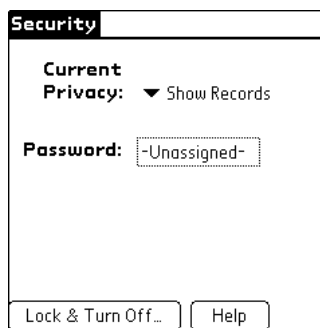 Security
Current
Privacy: Show Records
Password: -Unassigned-
Lock & Turn Off... Help